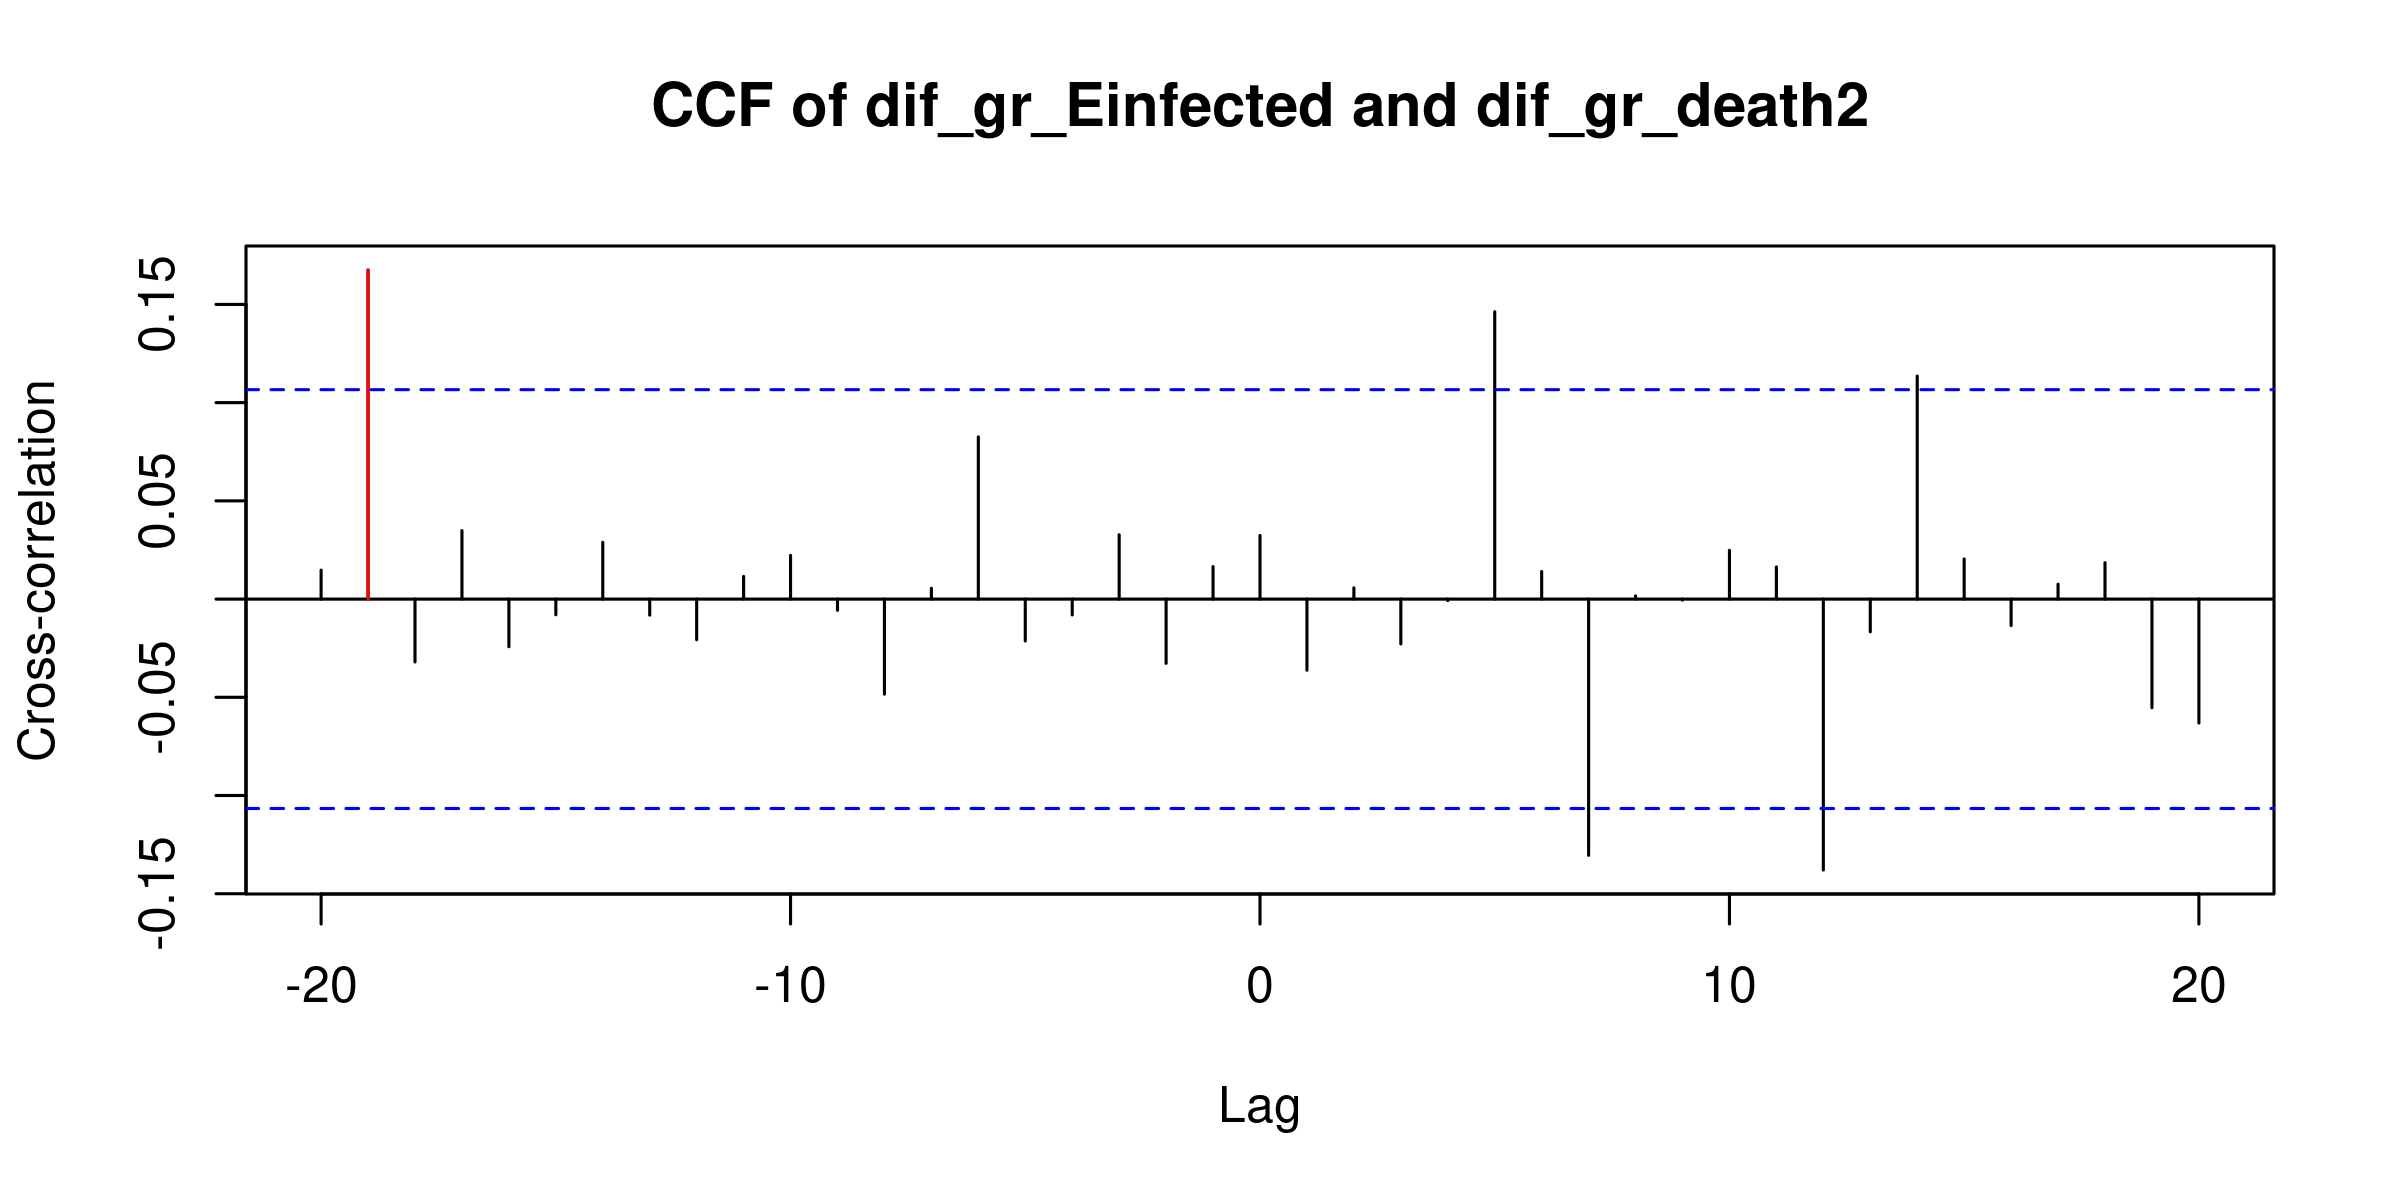 CCF of dif_gr_Einfected and dif_gr_death2
Cross-correlation
0.15
0.05
-0.05
-0.15
-20 -10 0 10 20
Lag